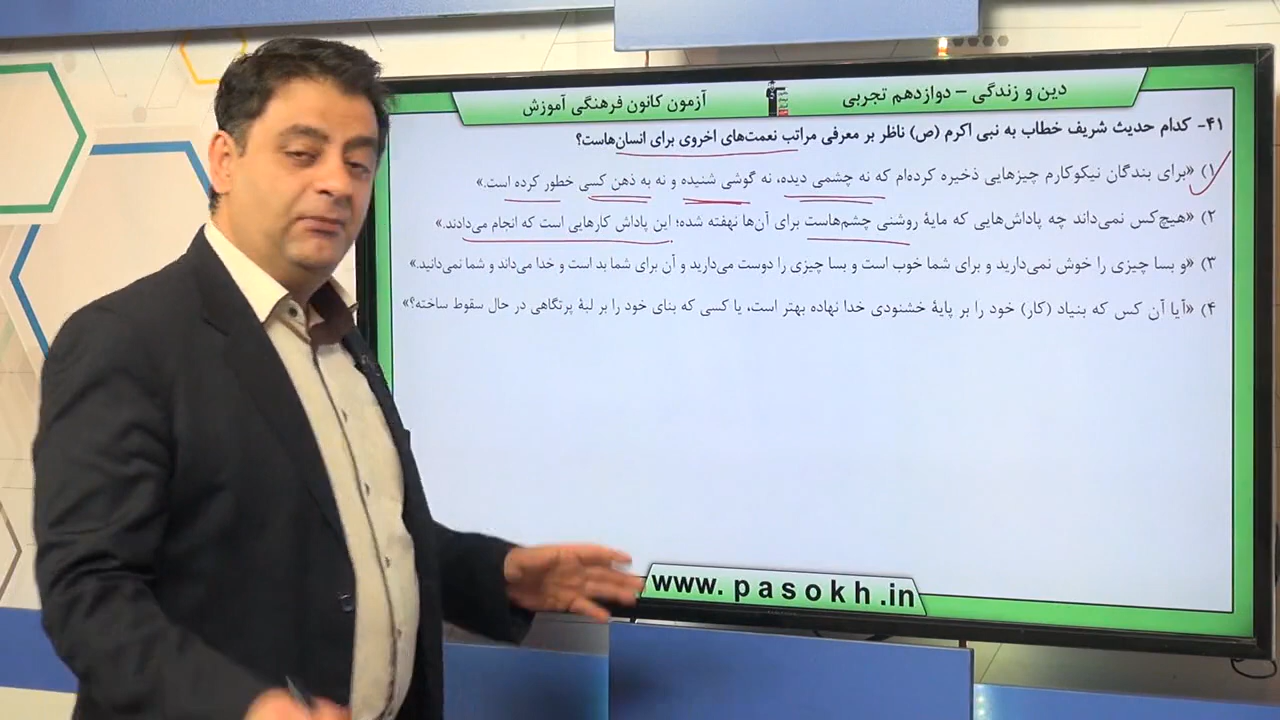 دین و زندگی – دوازدهم تجربی
آزمون کانون فرهنگی آموزش
۴۱- کدام حدیث شریف خطاب به نبی اکرم (ص) ناظر بر معرفی مراتب نعمت‌های اخروی برای انسان‌هاست؟
۱) «برای بندگان نیکوکارم چیزهایی ذخیره کرده‌ام که نه چشمی دیده، نه گوشی شنیده و نه به ذهن کسی خطور کرده است.»
۲) «هیچ‌کس نمی‌داند چه پاداش‌هایی که مایهٔ روشنی چشم‌هاست برای آن‌ها نهفته شده؛ این پاداش کارهایی است که انجام می‌دادند.»
۳) «و بسا چیزی را خوش نمی‌دارید و برای شما خوب است و بسا چیزی را دوست می‌دارید و آن برای شما بد است و خدا می‌داند و شما نمی‌دانید.»
۴) «آیا آن کس که بنیاد (کار) خود را بر پایهٔ خشنودی خدا نهاده بهتر است، یا کسی که بنای خود را بر لبهٔ پرتگاهی در حال سقوط ساخته؟»
www. pasokh .in